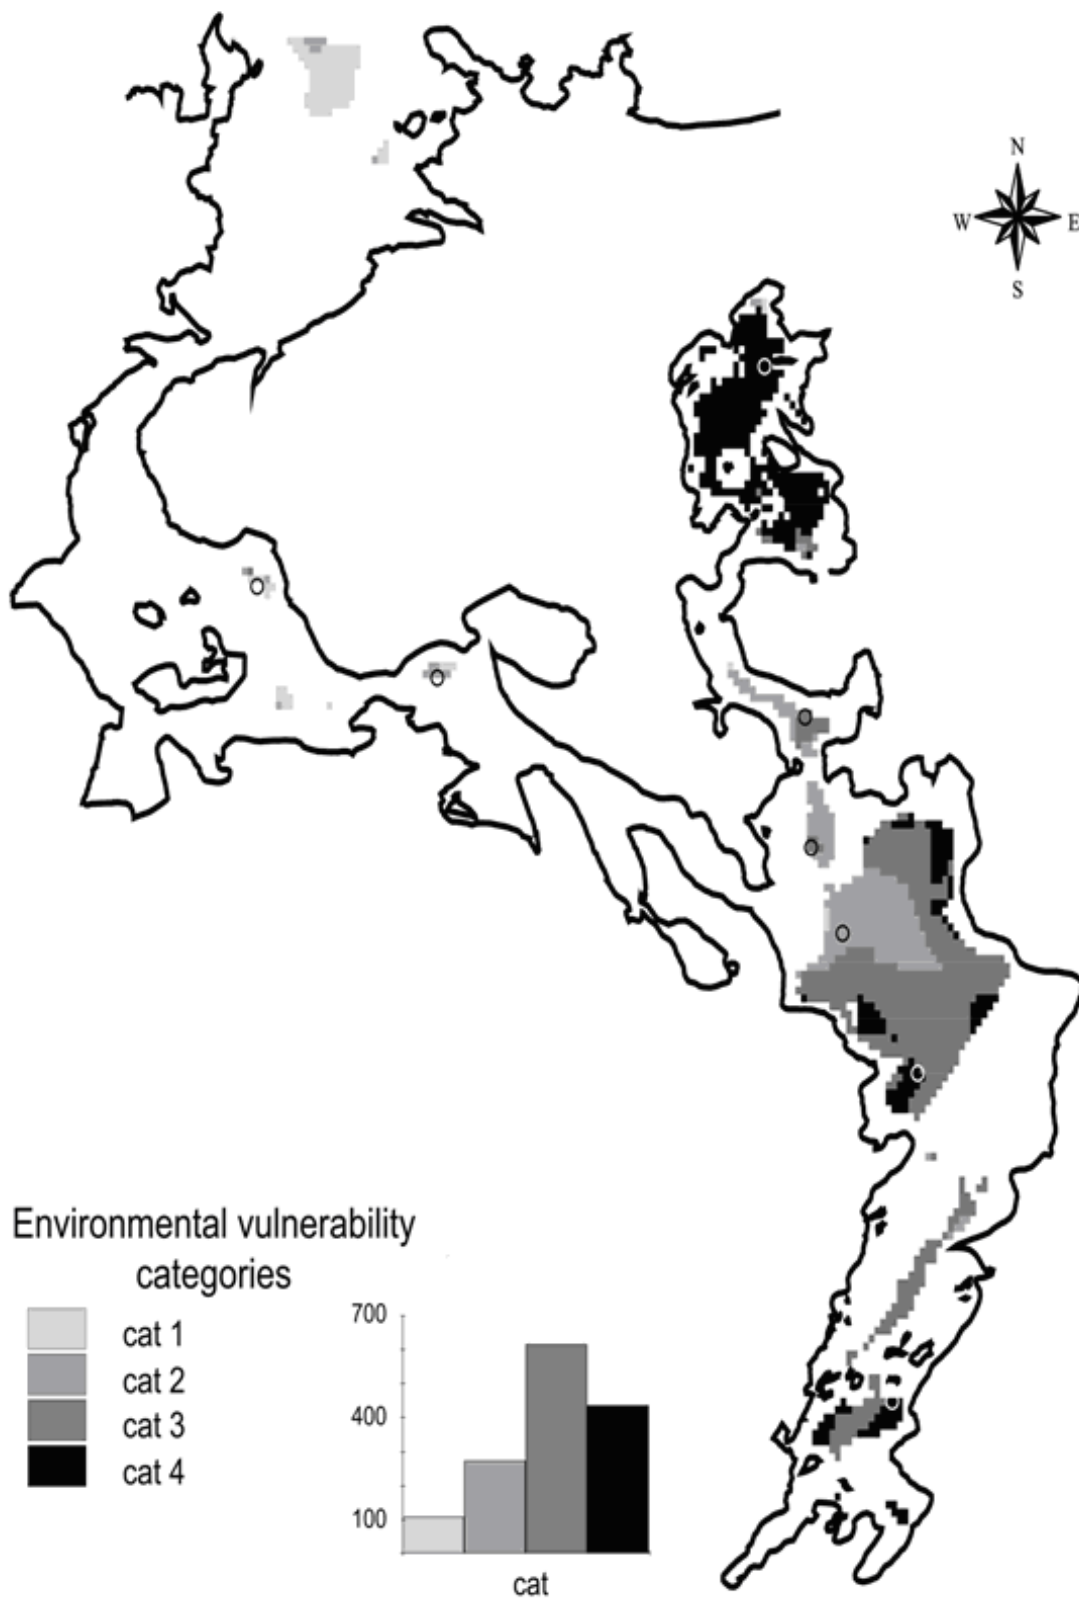 N
W E
S
Environmental vulnerability
categories
cat 1
cat 2
cat 3
cat 4
700
400
100
cat